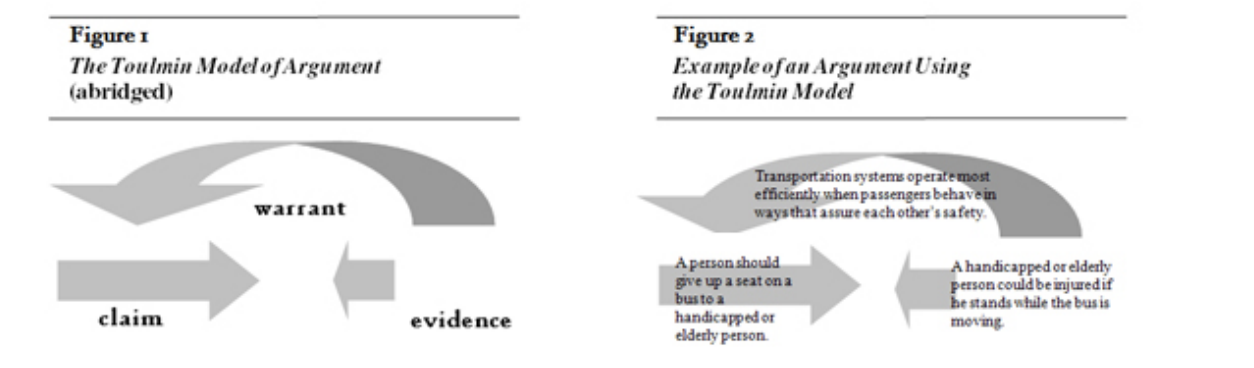 Figure 1
The Toulmin Model of Argument
(abridged)
warrant
claim
evidence
Figure 2
Example of an Argument Using
the Toulmin Model
Transportation systems operate most
efficiently when passengers behave in
ways that assure each other's safety.
A person should
give up a seat on a
bus to a
handicapped or
elderly person.
A handicapped or elderly
person could be injured if
he stands while the bus is
moving.